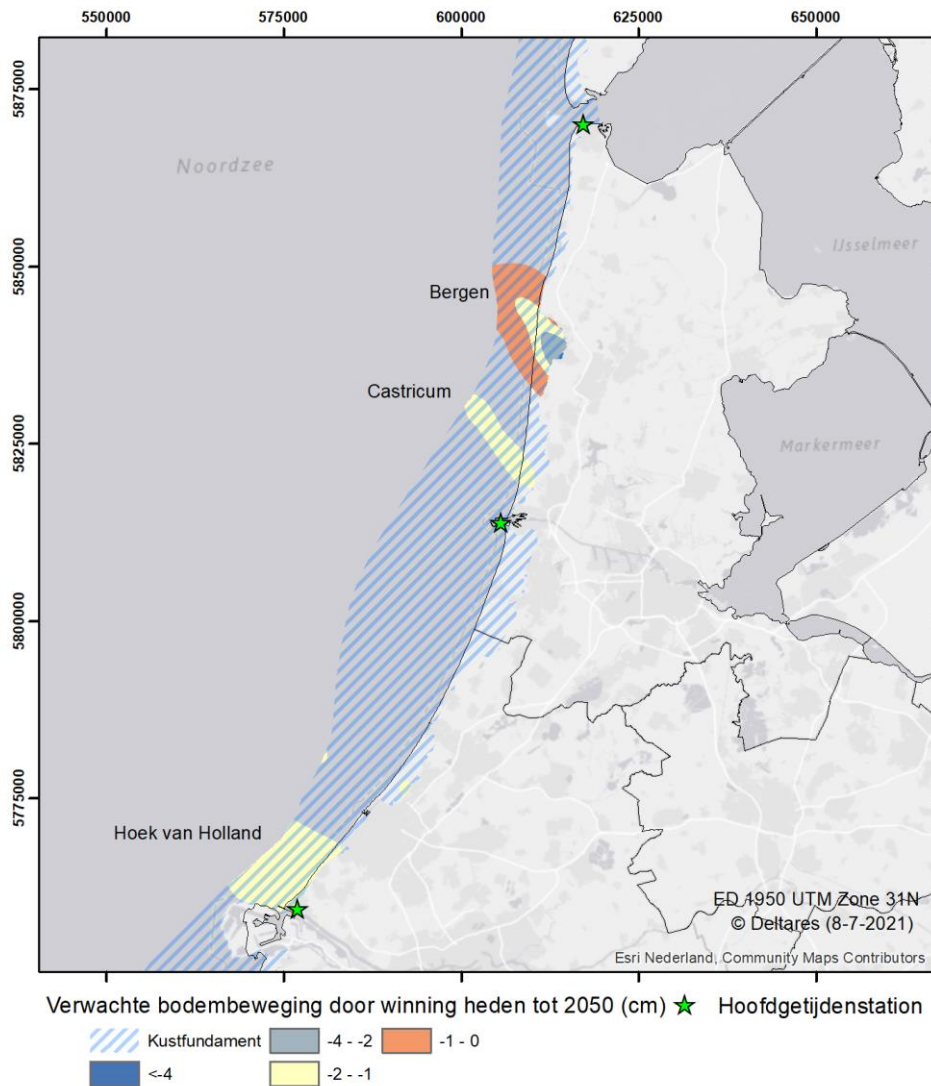 550000 575000 600000 625000 650000
5875000
Noordzee
5850000
IJsselmeer
Bergen
Castricum
5825000
Markermeer
5800000
5775000
Hoek van Holland
ED 1950 UTM Zone 31N
© Deltares (8-7-2021)
Esri Nederland, Community Maps Contributors
Verwachte bodembeweging door winning heden tot 2050 (cm) Hoofdgetijdenstation
Kustfundament -4 - -2 -1 - 0
<-4 -2 - -1